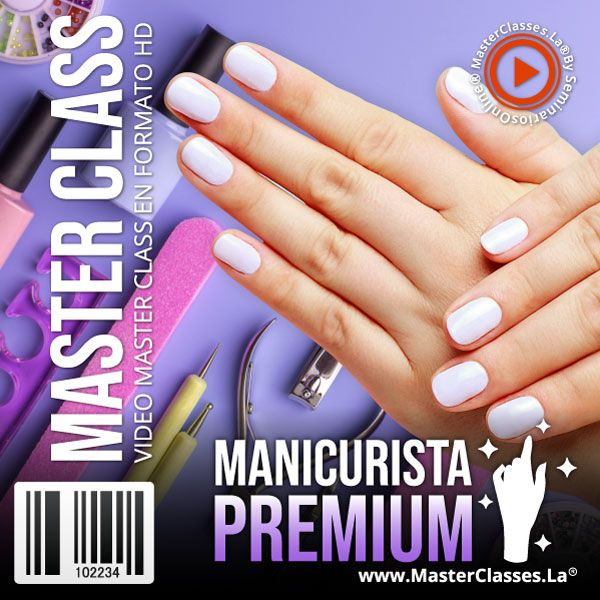 MASTER CLASS
VIDEO MASTER CLASS EN FORMATO HD
MasterClasses.La® By SeminariosOnline®
MANICURISTA
PREMIUM
102234
www.MasterClasses.La®